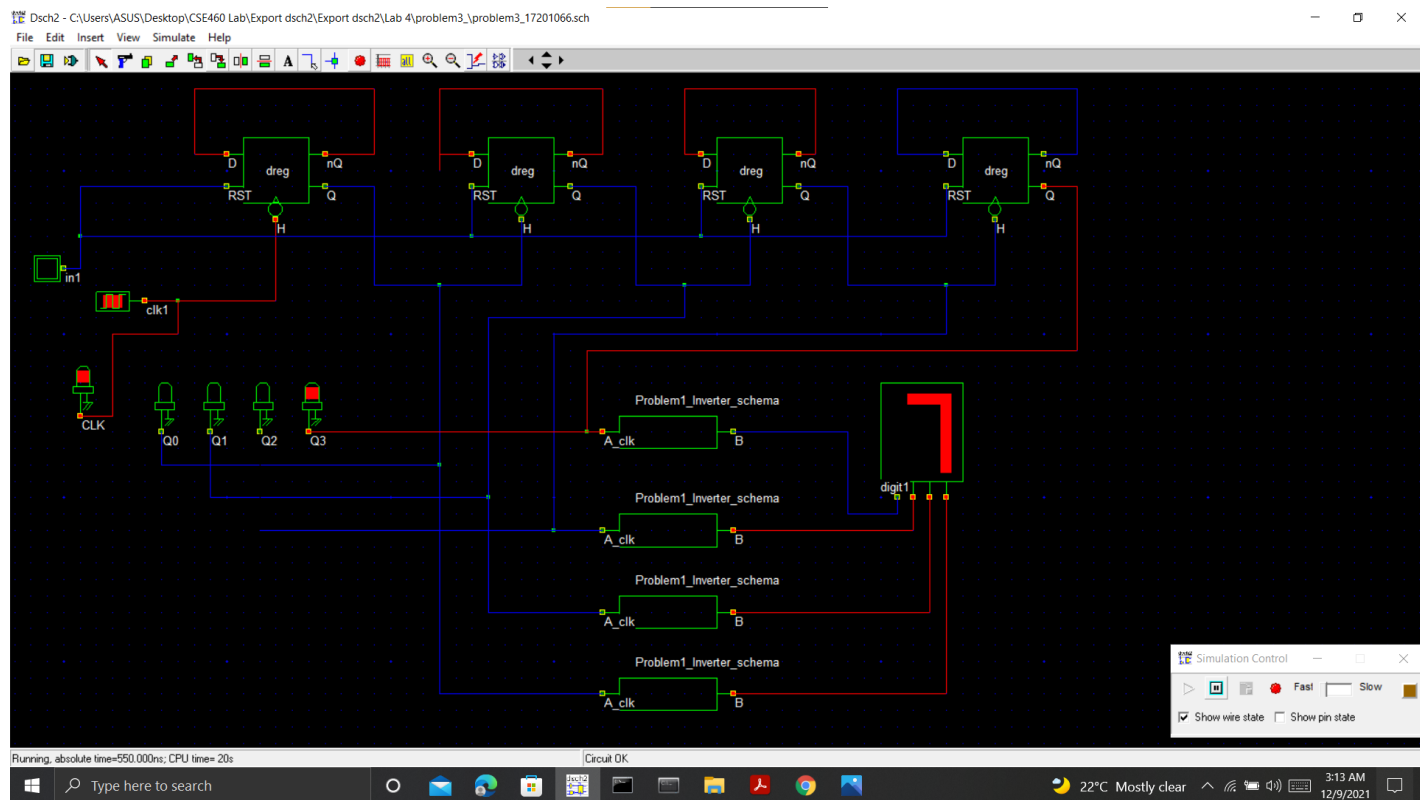 Dsch2 - C:\Users\ASUS\Desktop\CSE460 Lab\Export dsch2\Export dsch2\Lab 4\problem3_\problem3_17201066.sch
File Edit Insert View Simulate Help
A
D nQ D nQ D nQ D nQ
dreg dreg dreg dreg
RST Q RST Q RST Q RST Q
H H H H
in1
clk1
CLK
Q0 Q1 Q2 Q3
Problem1_Inverter_schema
A_clk B
digit1
Problem1_Inverter_schema
A_clk B
Problem1_Inverter_schema
A_clk B
Problem1_Inverter_schema
A_clk B
Simulation Control
Fast Slow
Show wire state Show pin state
Running, absolute time=550.000ns; CPU time= 20s Circuit OK
Type here to search
Dsch2
22°C Mostly clear
3:13 AM
12/9/2021